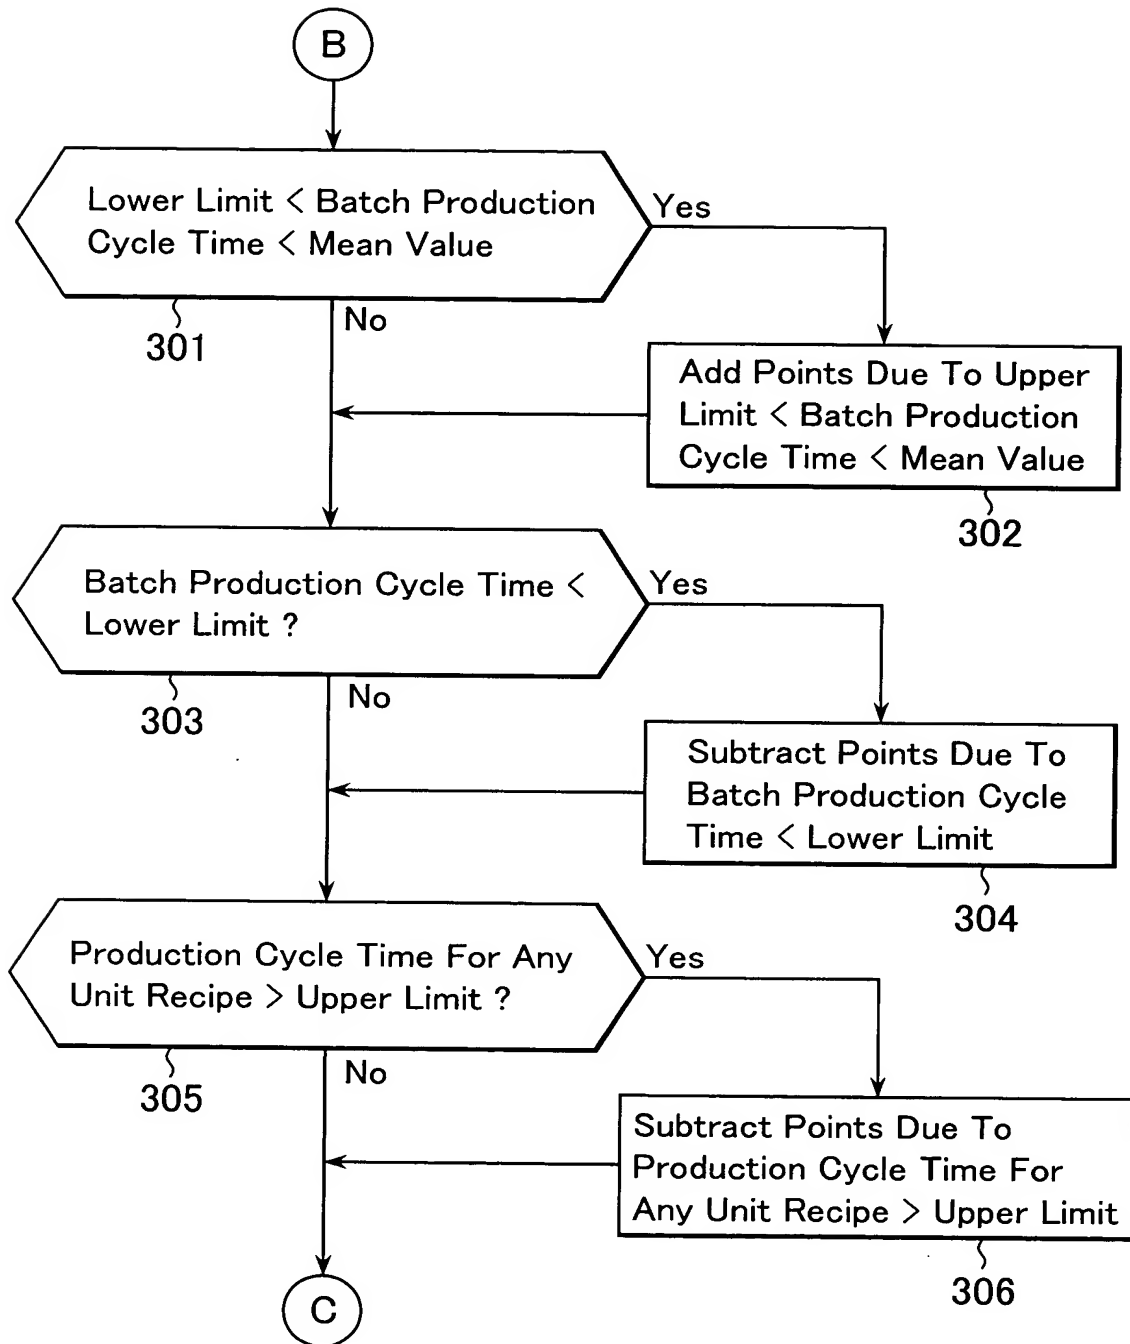 B
Lower Limit < Batch Production
Cycle Time < Mean Value
Yes
No
301
Add Points Due To Upper
Limit < Batch Production
Cycle Time < Mean Value
302
Batch Production Cycle Time <
Lower Limit ?
Yes
No
303
Subtract Points Due To
Batch Production Cycle
Time < Lower Limit
304
Production Cycle Time For Any
Unit Recipe > Upper Limit ?
Yes
No
305
Subtract Points Due To
Production Cycle Time For
Any Unit Recipe > Upper Limit
306
C